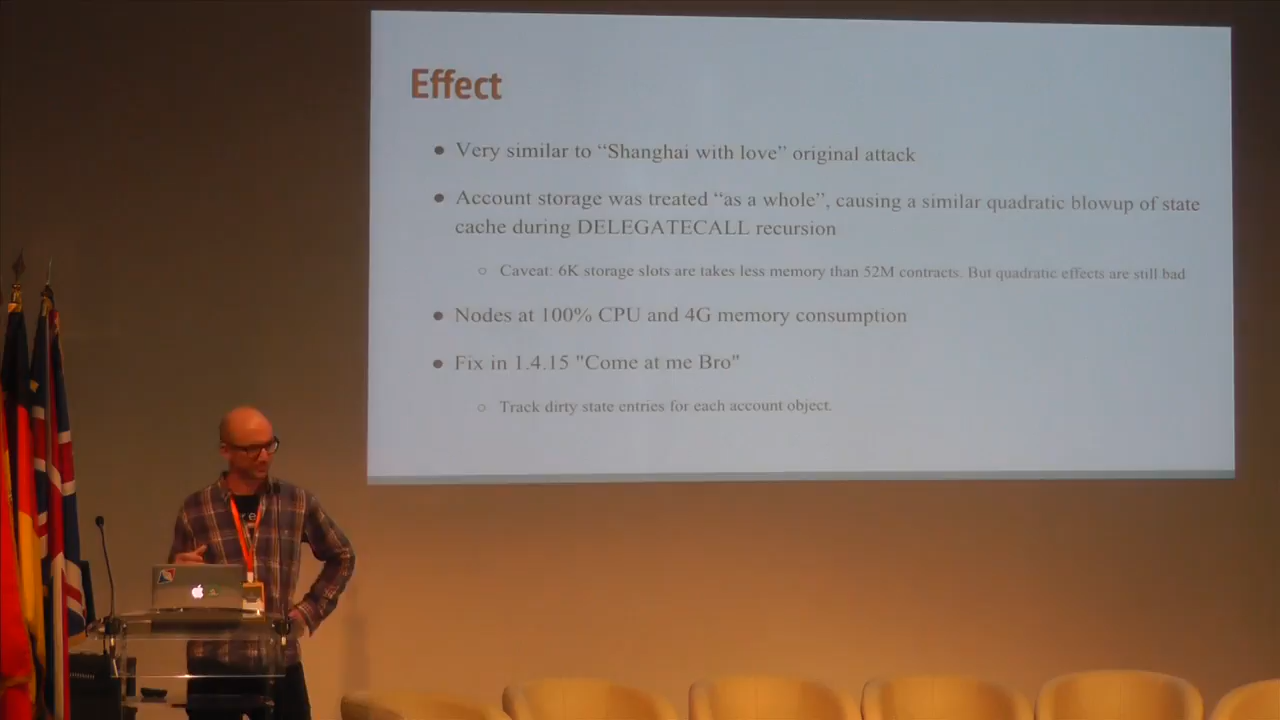 Effect
● Very similar to “Shanghai with love” original attack
● Account storage was treated “as a whole”, causing a similar quadratic blowup of state
cache during DELEGATECALL recursion
○ Caveat: 6K storage slots are takes less memory than 52M contracts. But quadratic effects are still bad
● Nodes at 100% CPU and 4G memory consumption
● Fix in 1.4.15 "Come at me Bro"
○ Track dirty state entries for each account object.